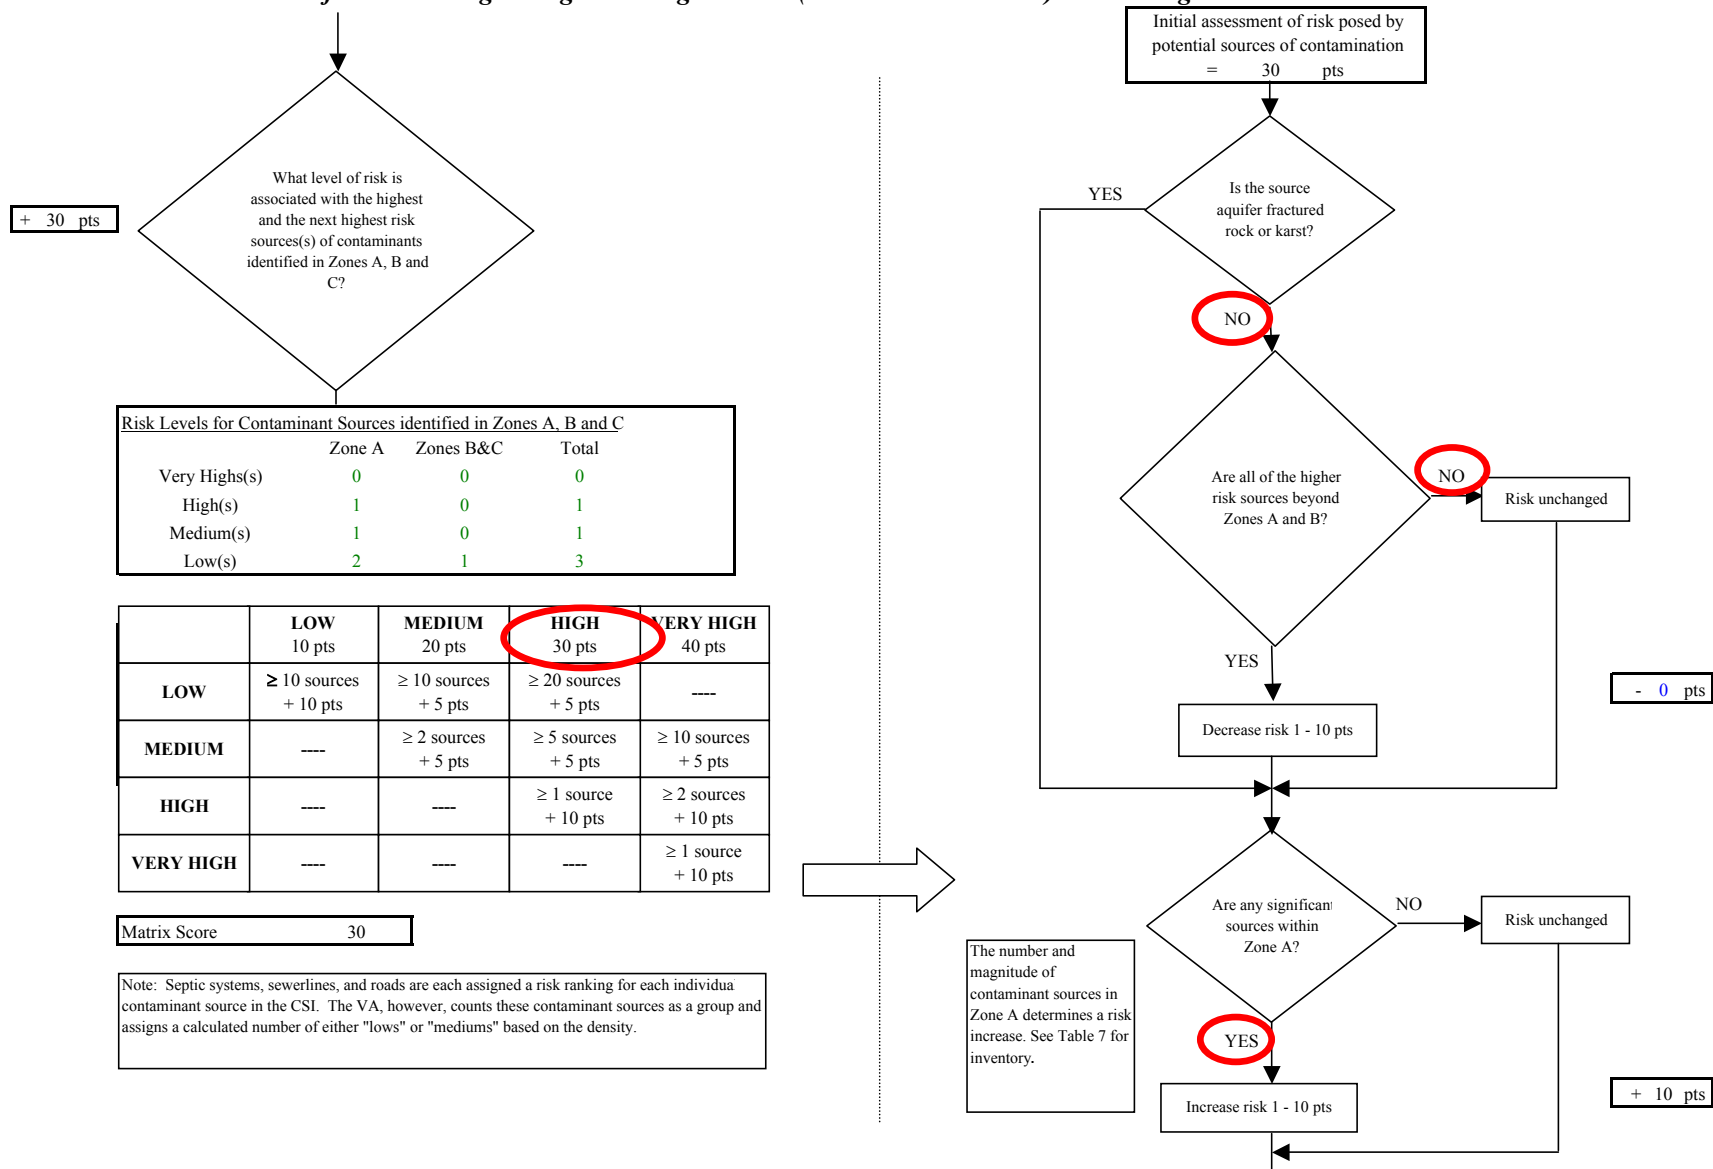 What level of risk is
associated with the highest
and the next highest risk
sources(s) of contaminants
identified in Zones A, B and
C?
+ 30 pts
Risk Levels for Contaminant Sources identified in Zones A, B and C
Zone A Zones B&C Total
Very Highs(s) 0 0 0
High(s) 1 0 1
Medium(s) 1 0 1
Low(s) 2 1 3
LOW MEDIUM HIGH VERY HIGH
10 pts 20 pts 30 pts 40 pts
LOW ≥ 10 sources ≥ 10 sources ≥ 20 sources ----
+ 10 pts + 5 pts + 5 pts
MEDIUM ---- ≥ 2 sources ≥ 5 sources ≥ 10 sources
+ 5 pts + 5 pts + 5 pts
HIGH ---- ---- ≥ 1 source ≥ 2 sources
+ 10 pts + 10 pts
VERY HIGH ---- ---- ---- ≥ 1 source
+ 10 pts
Matrix Score 30
Note: Septic systems, sewerlines, and roads are each assigned a risk ranking for each individua
contaminant source in the CSI. The VA, however, counts these contaminant sources as a group and
assigns a calculated number of either "lows" or "mediums" based on the density.
Initial assessment of risk posed by
potential sources of contamination
= 30 pts
Is the source
aquifer fractured
rock or karst?
YES
NO
Are all of the higher
risk sources beyond
Zones A and B?
NO
Risk unchanged
YES
Decrease risk 1 - 10 pts
- 0 pts
Are any significant
sources within
Zone A?
NO
Risk unchanged
The number and
magnitude of
contaminant sources in
Zone A determines a risk
increase. See Table 7 for
inventory.
YES
Increase risk 1 - 10 pts
+ 10 pts